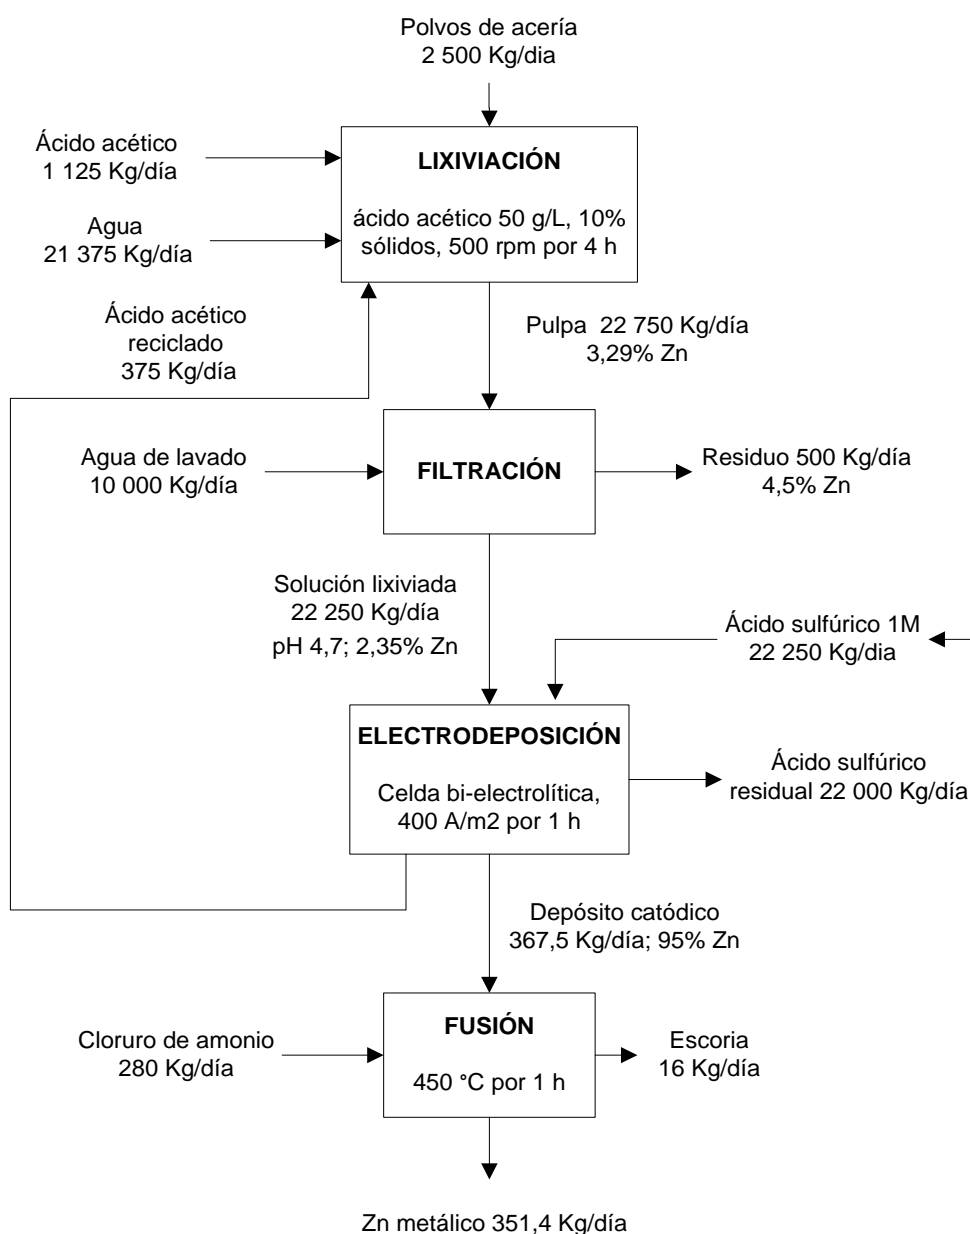 Polvos de acería
2 500 Kg/dia
Ácido acético
1 125 Kg/día
LIXIVIACIÓN
ácido acético 50 g/L, 10%
sólidos, 500 rpm por 4 h
Agua
21 375 Kg/día
Ácido acético
reciclado
375 Kg/día
Pulpa  22 750 Kg/día
3,29% Zn
Agua de lavado
10 000 Kg/día
FILTRACIÓN
Residuo 500 Kg/día
4,5% Zn
Solución lixiviada
22 250 Kg/día
pH 4,7; 2,35% Zn
Ácido sulfúrico 1M
22 250 Kg/dia
ELECTRODEPOSICIÓN
Celda bi-electrolítica,
400 A/m2 por 1 h
Ácido sulfúrico
residual 22 000 Kg/día
Depósito catódico
367,5 Kg/día; 95% Zn
Cloruro de amonio
280 Kg/día
FUSIÓN
450 °C por 1 h
Escoria
16 Kg/día
Zn metálico 351,4 Kg/día